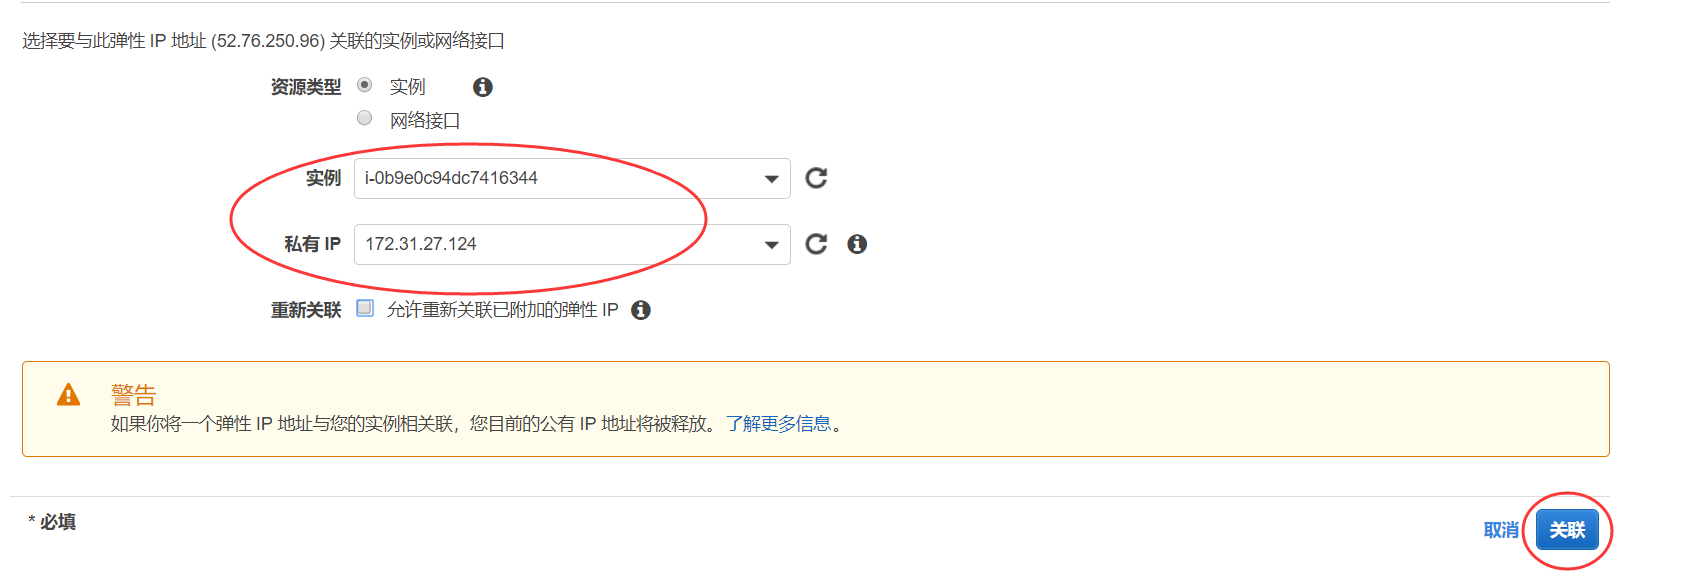 选择要与此弹性 IP 地址 (52.76.250.96) 关联的实例或网络接口
资源类型 实例
网络接口
实例 i-0b9e0c94dc7416344
私有 IP 172.31.27.124
重新关联 允许重新关联已附加的弹性 IP
警告
如果你将一个弹性 IP 地址与您的实例相关联，您目前的公有 IP 地址将被释放。 了解更多信息。
* 必填
取消 关联